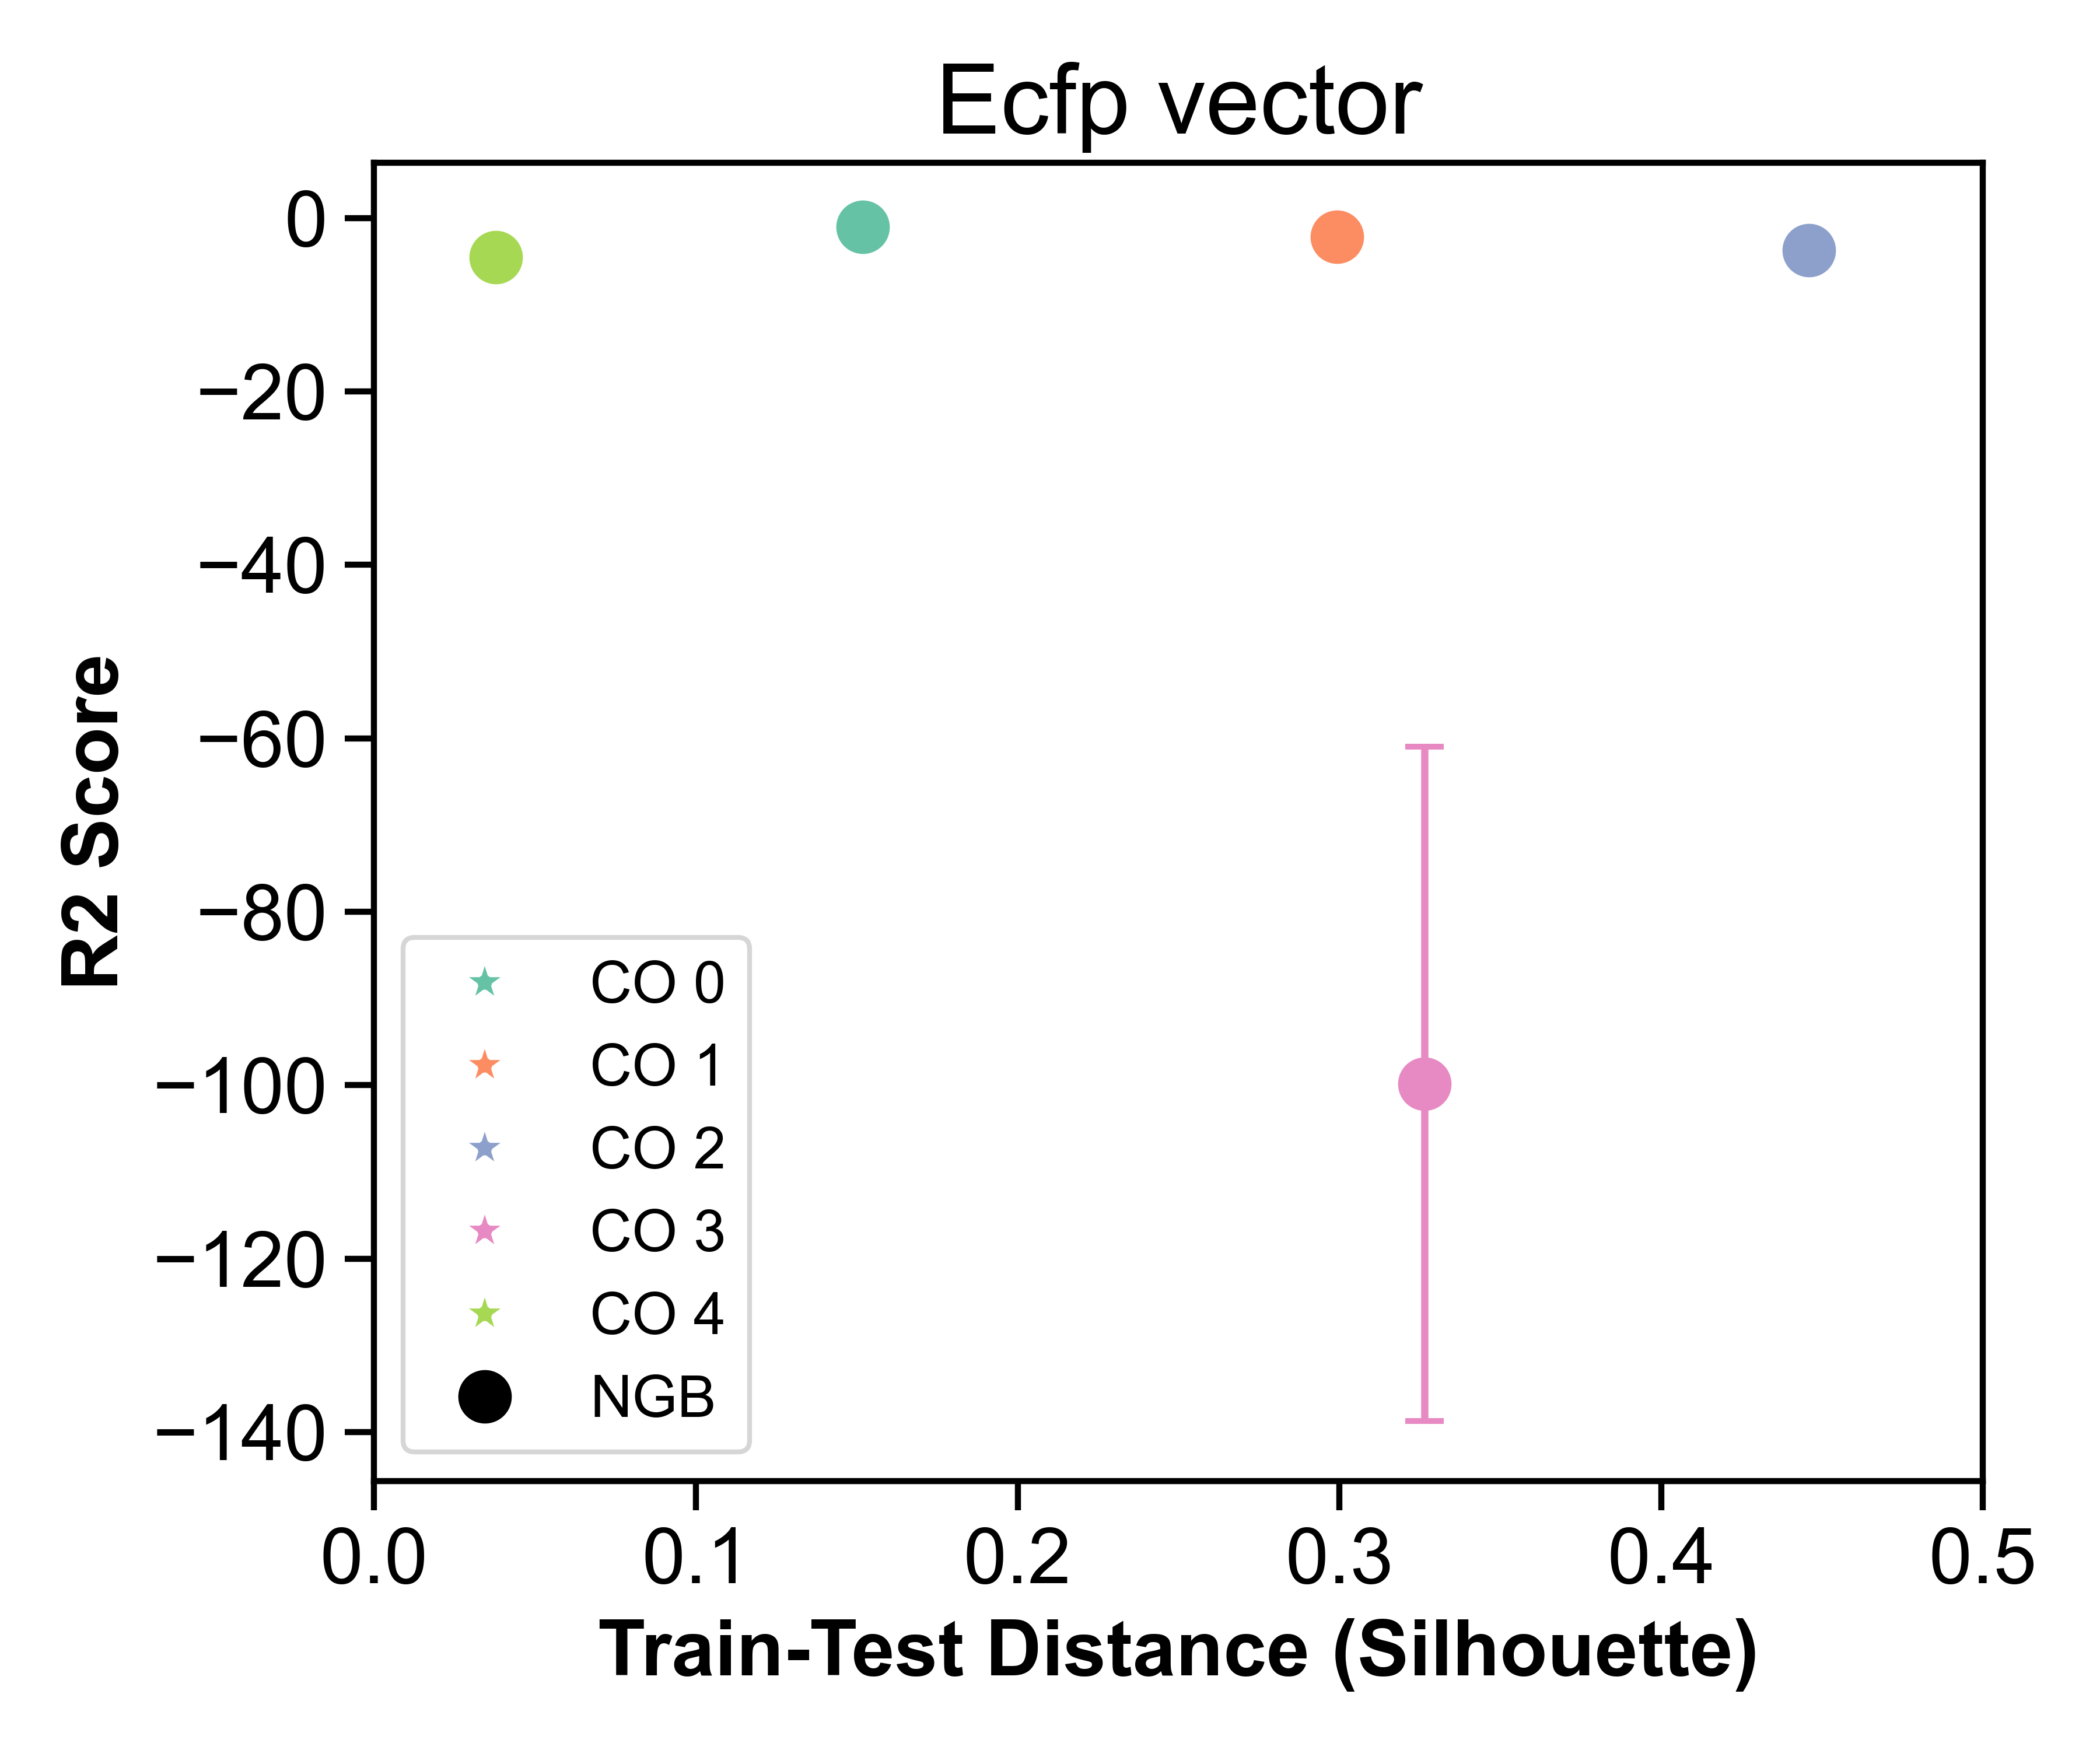 Ecfp vector
0
−20
−40
−60
−80
−100
−120
−140
R2 Score
CO 0
CO 1
CO 2
CO 3
CO 4
NGB
0.0 0.1 0.2 0.3 0.4 0.5
Train-Test Distance (Silhouette)